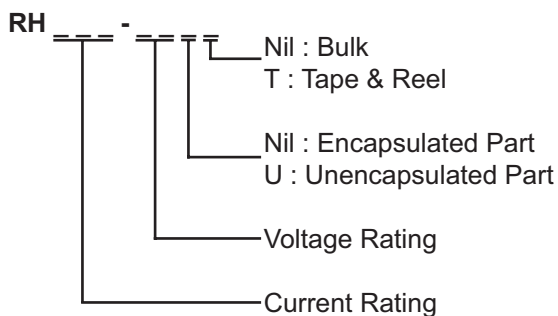 RH _ _ _ - _ _ _ _
Nil : Bulk
T : Tape & Reel
Nil : Encapsulated Part
U : Unencapsulated Part
Voltage Rating
Current Rating